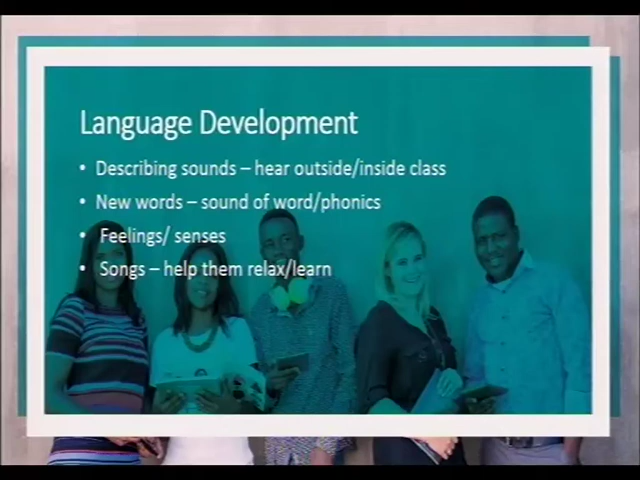 Language Development
• Describing sounds – hear outside/inside class
• New words – sound of word/phonics
• Feelings/ senses
• Songs – help them relax/learn